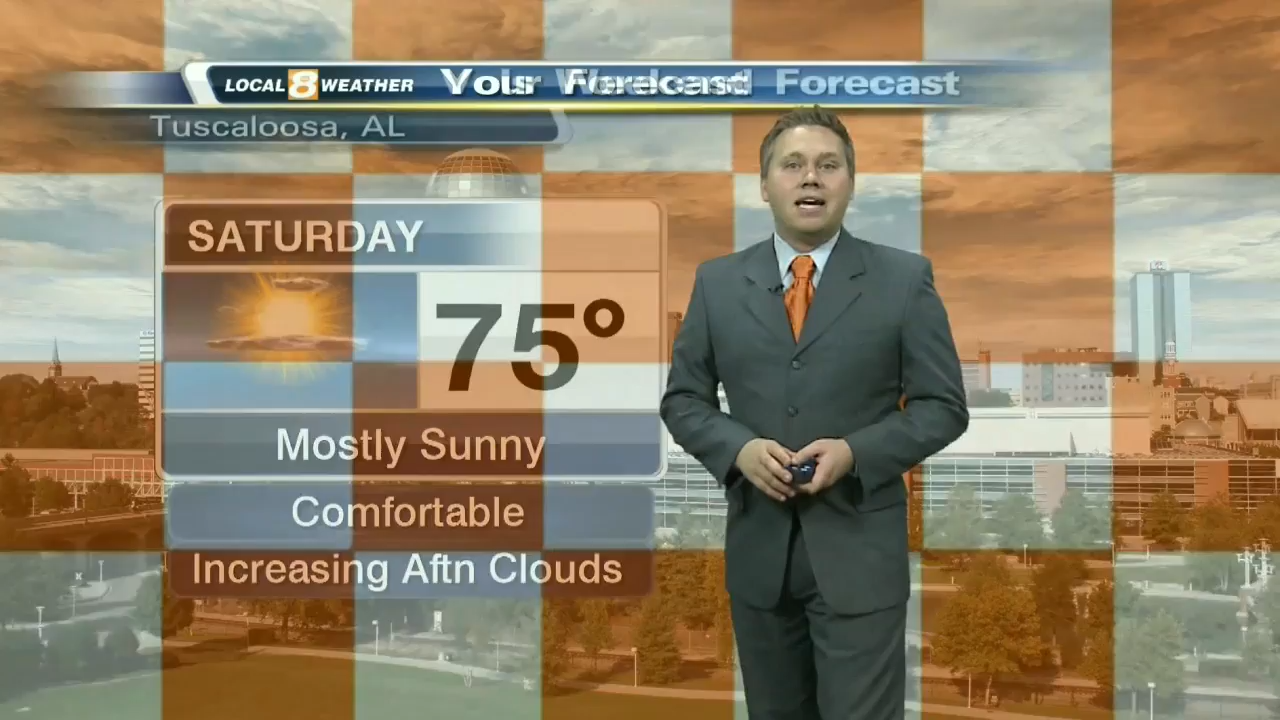 LOCAL 8 WEATHER Your Forecast
Tuscaloosa, AL
SATURDAY
75°
Mostly Sunny
Comfortable
Increasing Aftn Clouds